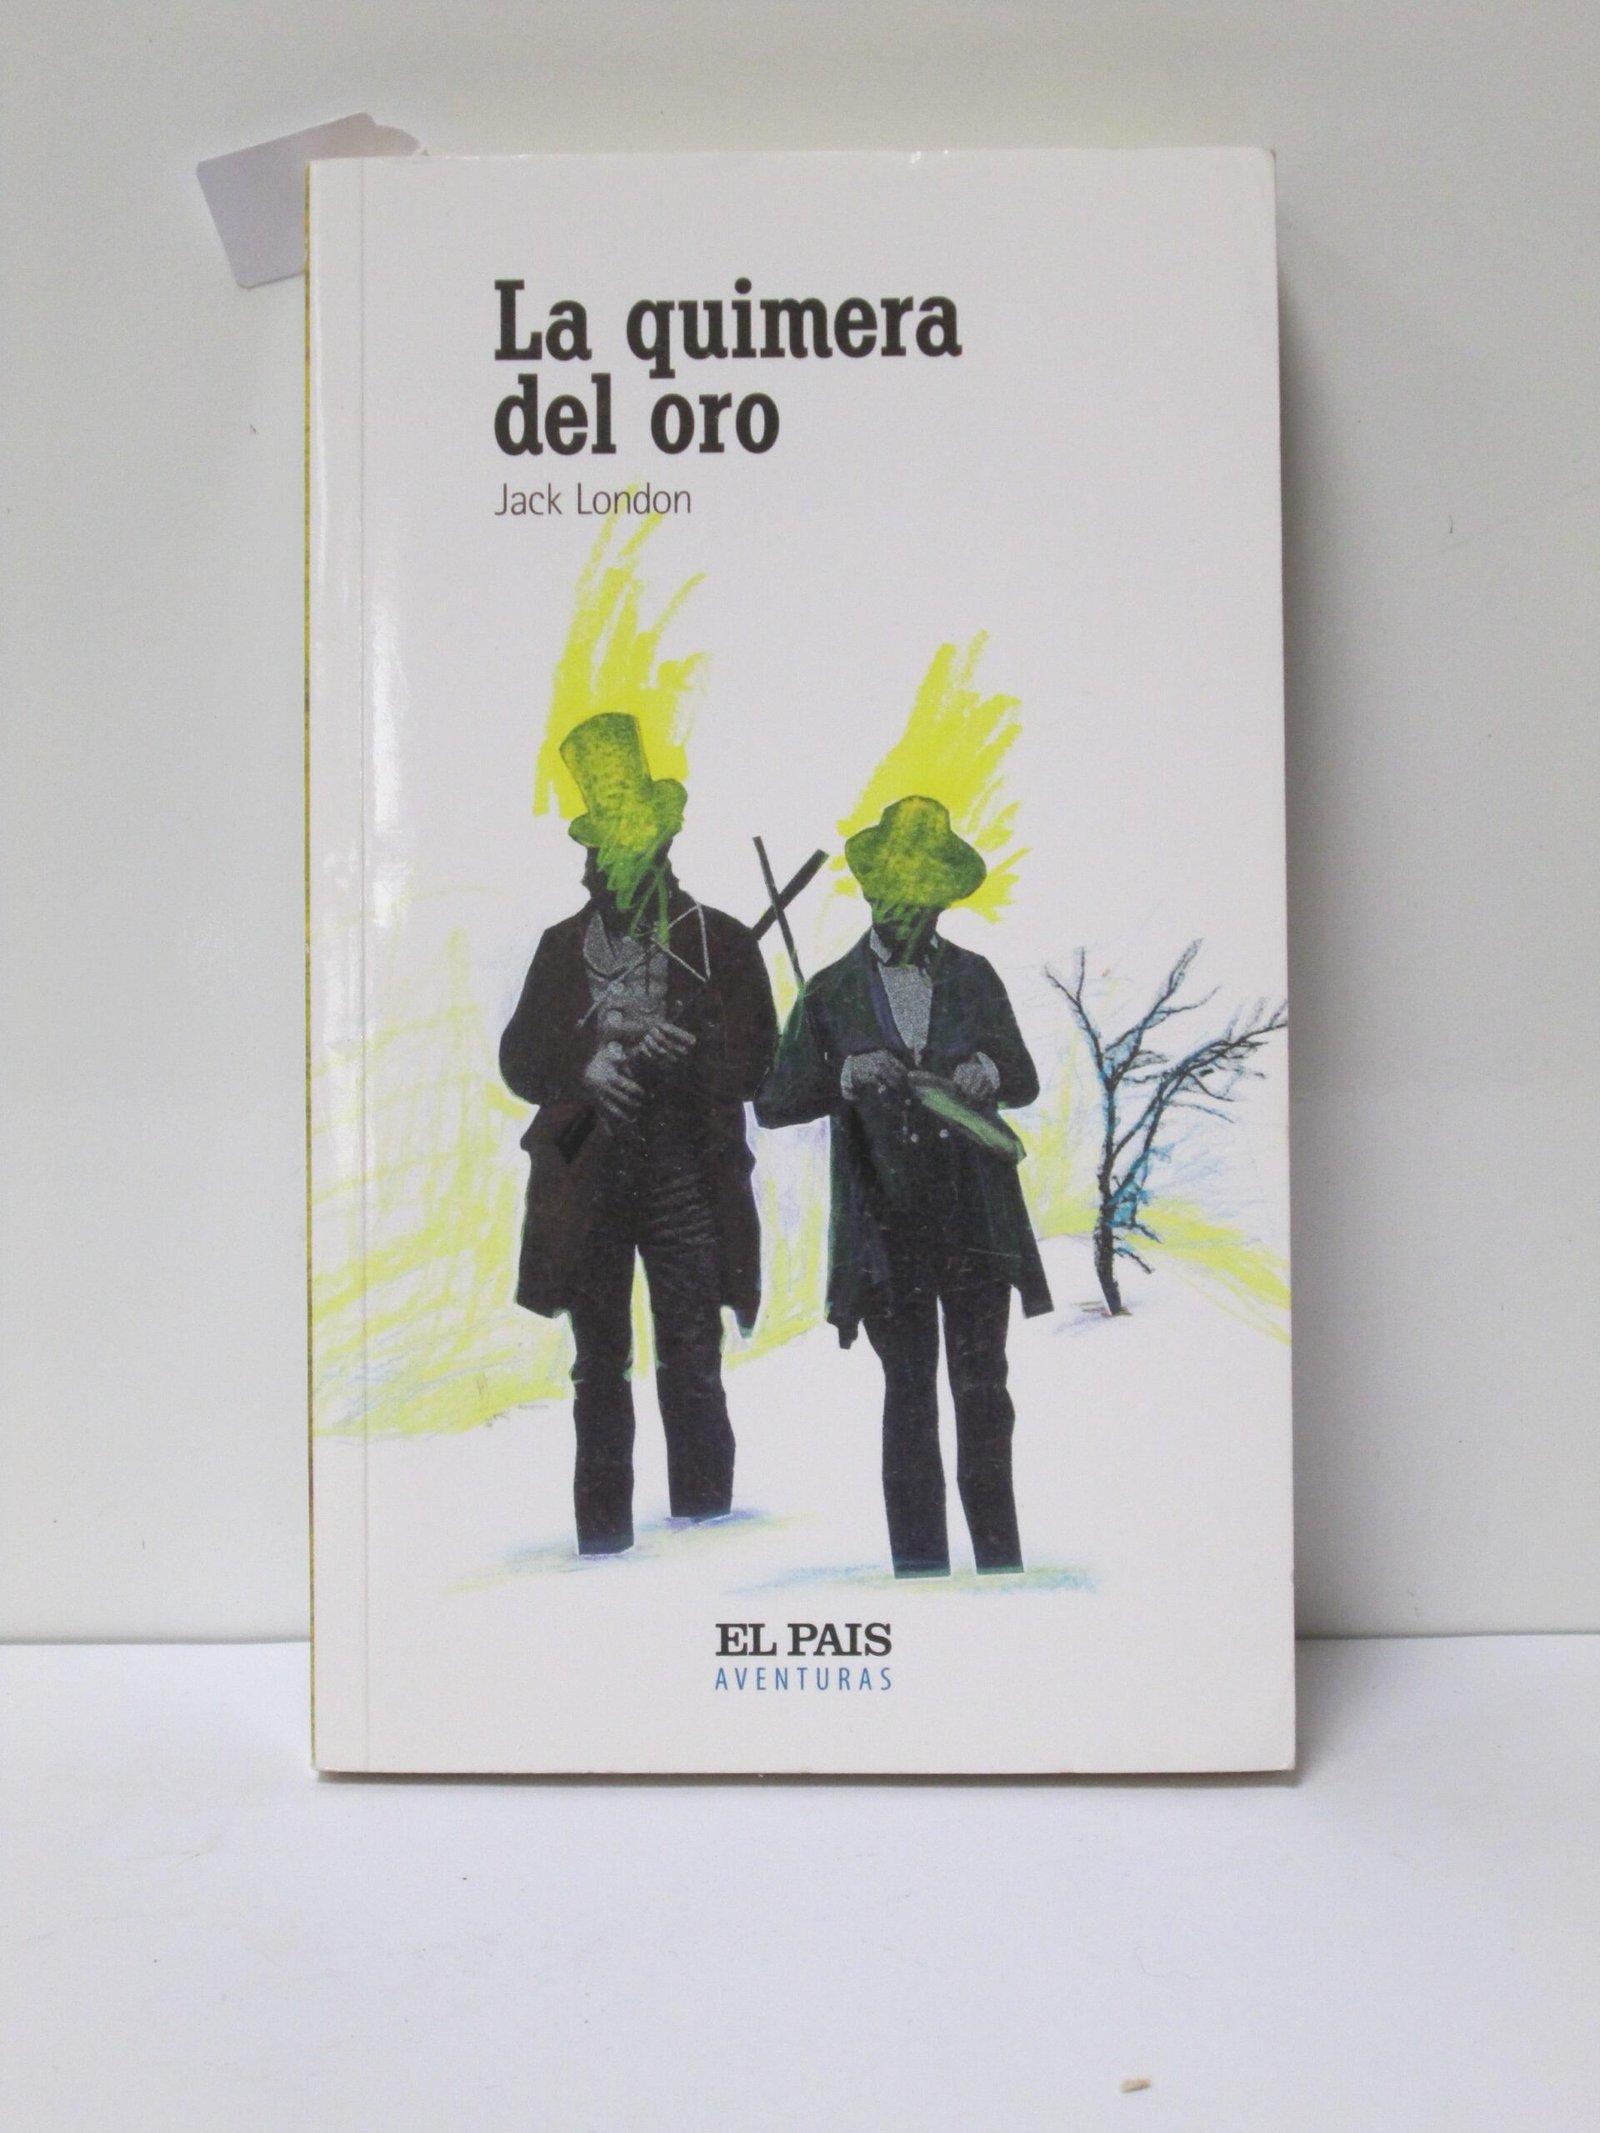 La quimera
del oro
Jack London
EL PAIS
AVENTURAS